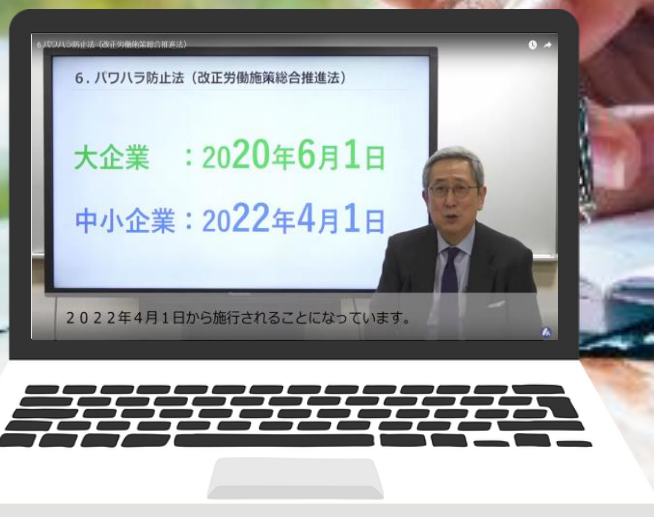 6.パワハラ防止法（改正労働施策総合推進法）
6. パワハラ防止法（改正労働施策総合推進法）
大企業　：2020年6月1日
中小企業：2022年4月1日
２０２２年４月１日から施行されることになっています。